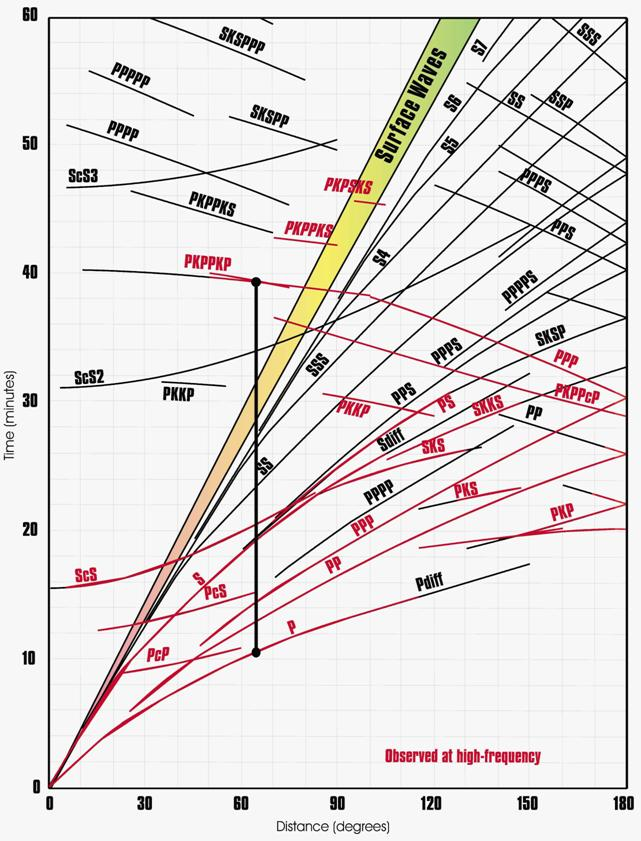 60
SKSPPP
S7
SSS
PPPPP
S6
SS
SSP
SKSPP
Surface Waves
PPPP
50
S5
ScS3
PKPSKS
PPPS
PKPPKS
PKPPKS
PPS
S4
PKPPKP
40
PPPPS
SKSP
PPPS
PPP
SSS
ScS2
PKKP
PPS
PKPPcP
30
PKKP
PS
SKKS
PP
Sdiff
SKS
SS
PPPP
PKS
PKP
20
PPP
PP
ScS
S
PcS
Pdiff
P
PcP
10
Observed at high-frequency
0
0 30 60 90 120 150 180
Distance (degrees)
Time (minutes)